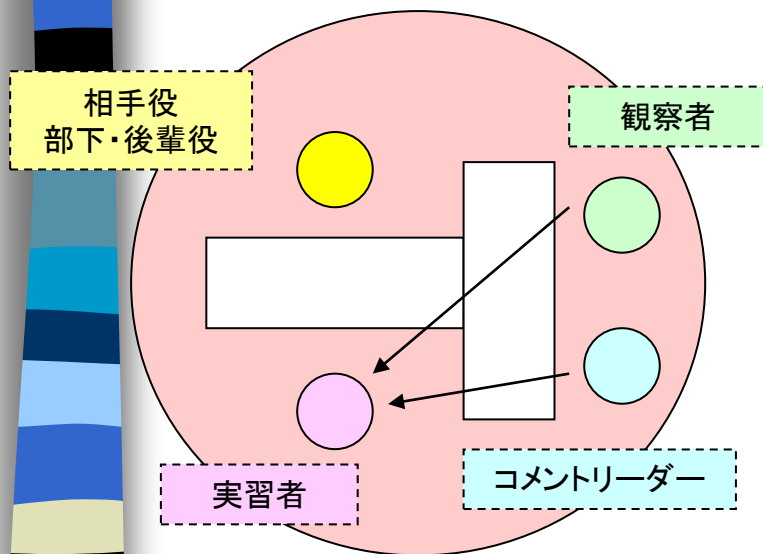 相手役
部下・後輩役
観察者
実習者
コメントリーダー